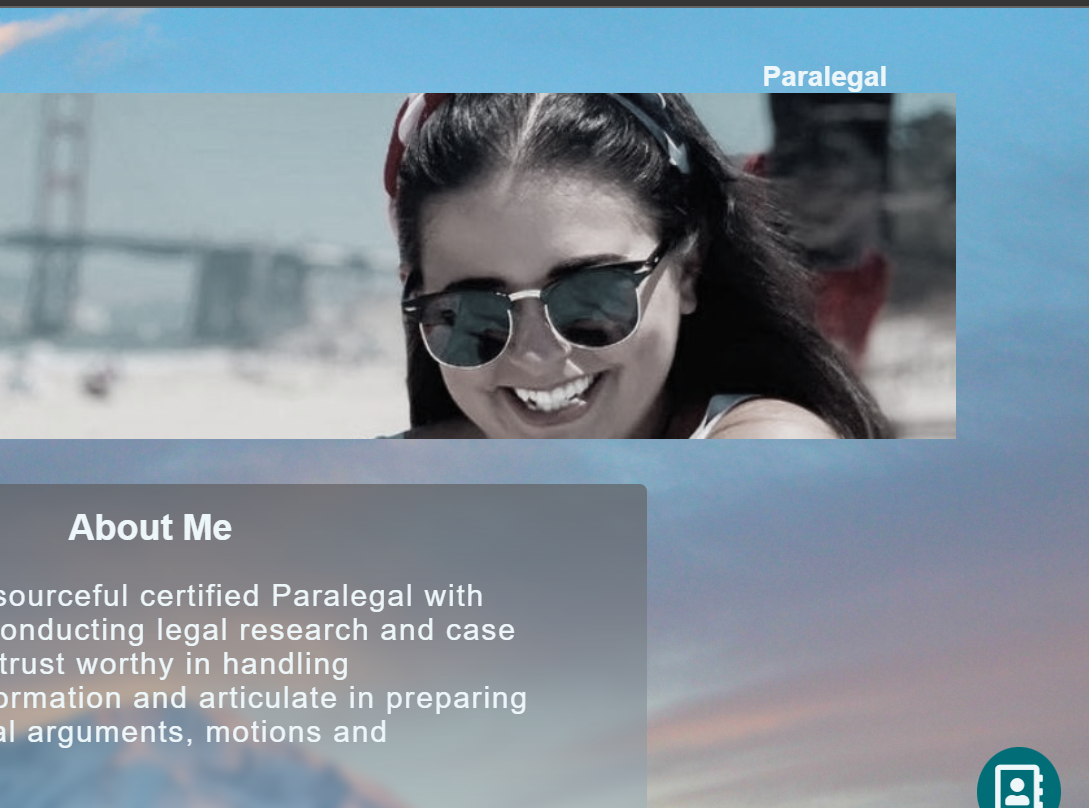 Paralegal
About Me
sourceful certified Paralegal with
onducting legal research and case
trust worthy in handling
ormation and articulate in preparing
al arguments, motions and